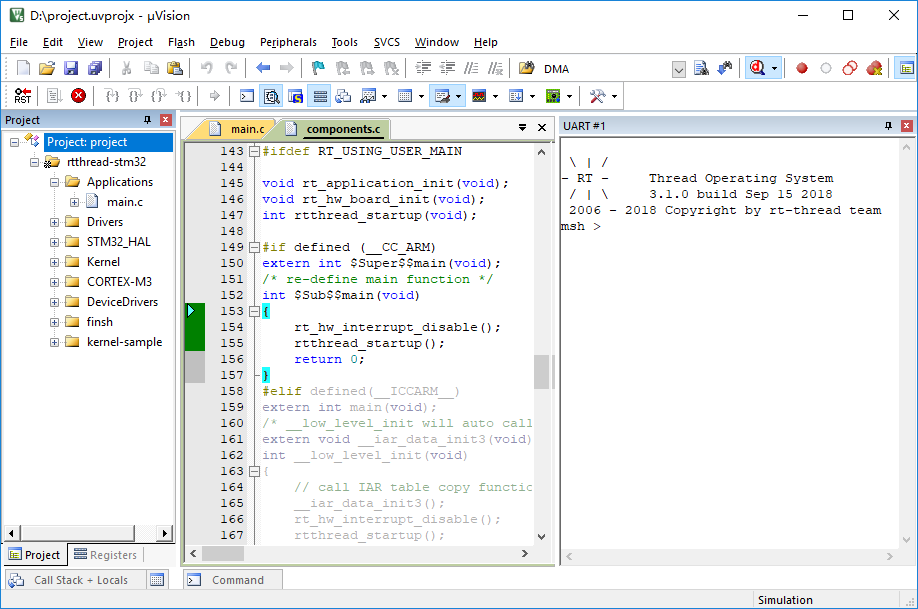 D:\project.uvprojx - µVision
File Edit View Project Flash Debug Peripherals Tools SVCS Window Help
DMA
RST
Project
Project: project
rtthread-stm32
Applications
main.c
Drivers
STM32_HAL
Kernel
CORTEX-M3
DeviceDrivers
finsh
kernel-sample
Project Registers
main.c components.c
143 #ifdef RT_USING_USER_MAIN
144
145 void rt_application_init(void);
146 void rt_hw_board_init(void);
147 int rtthread_startup(void);
148
149 #if defined (__CC_ARM)
150 extern int $Super$$main(void);
151 /* re-define main function */
152 int $Sub$$main(void)
153 {
154     rt_hw_interrupt_disable();
155     rtthread_startup();
156     return 0;
157 }
158 #elif defined(__ICCARM__)
159 extern int main(void);
160 /* __low_level_init will auto call
161 extern void __iar_data_init3(void)
162 int __low_level_init(void)
163 {
164     // call IAR table copy functio
165     __iar_data_init3();
166     rt_hw_interrupt_disable();
167     rtthread_startup();
UART #1
 \ | /
- RT -     Thread Operating System
 / | \     3.1.0 build Sep 15 2018
 2006 - 2018 Copyright by rt-thread team
msh >
Call Stack + Locals
Command
Simulation